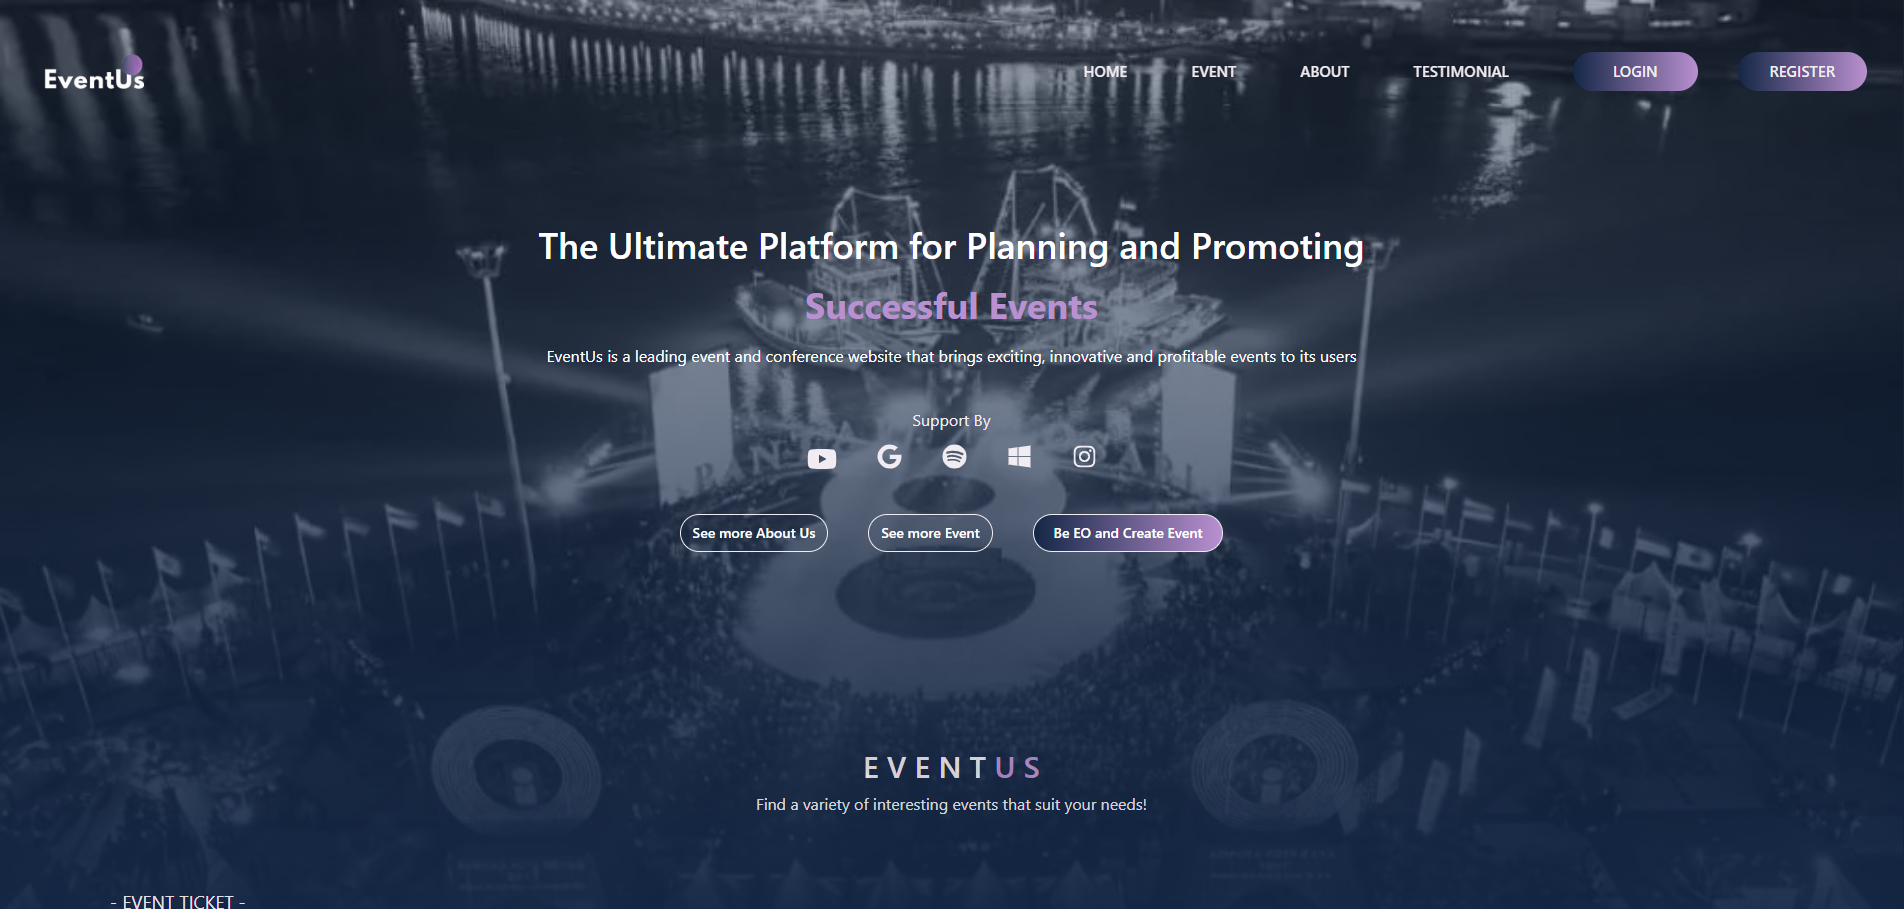 EventUs
HOME EVENT ABOUT TESTIMONIAL LOGIN REGISTER
The Ultimate Platform for Planning and Promoting
Successful Events
EventUs is a leading event and conference website that brings exciting, innovative and profitable events to its users
Support By
See more About Us See more Event Be EO and Create Event
EVENTUS
Find a variety of interesting events that suit your needs!
- EVENT TICKET -